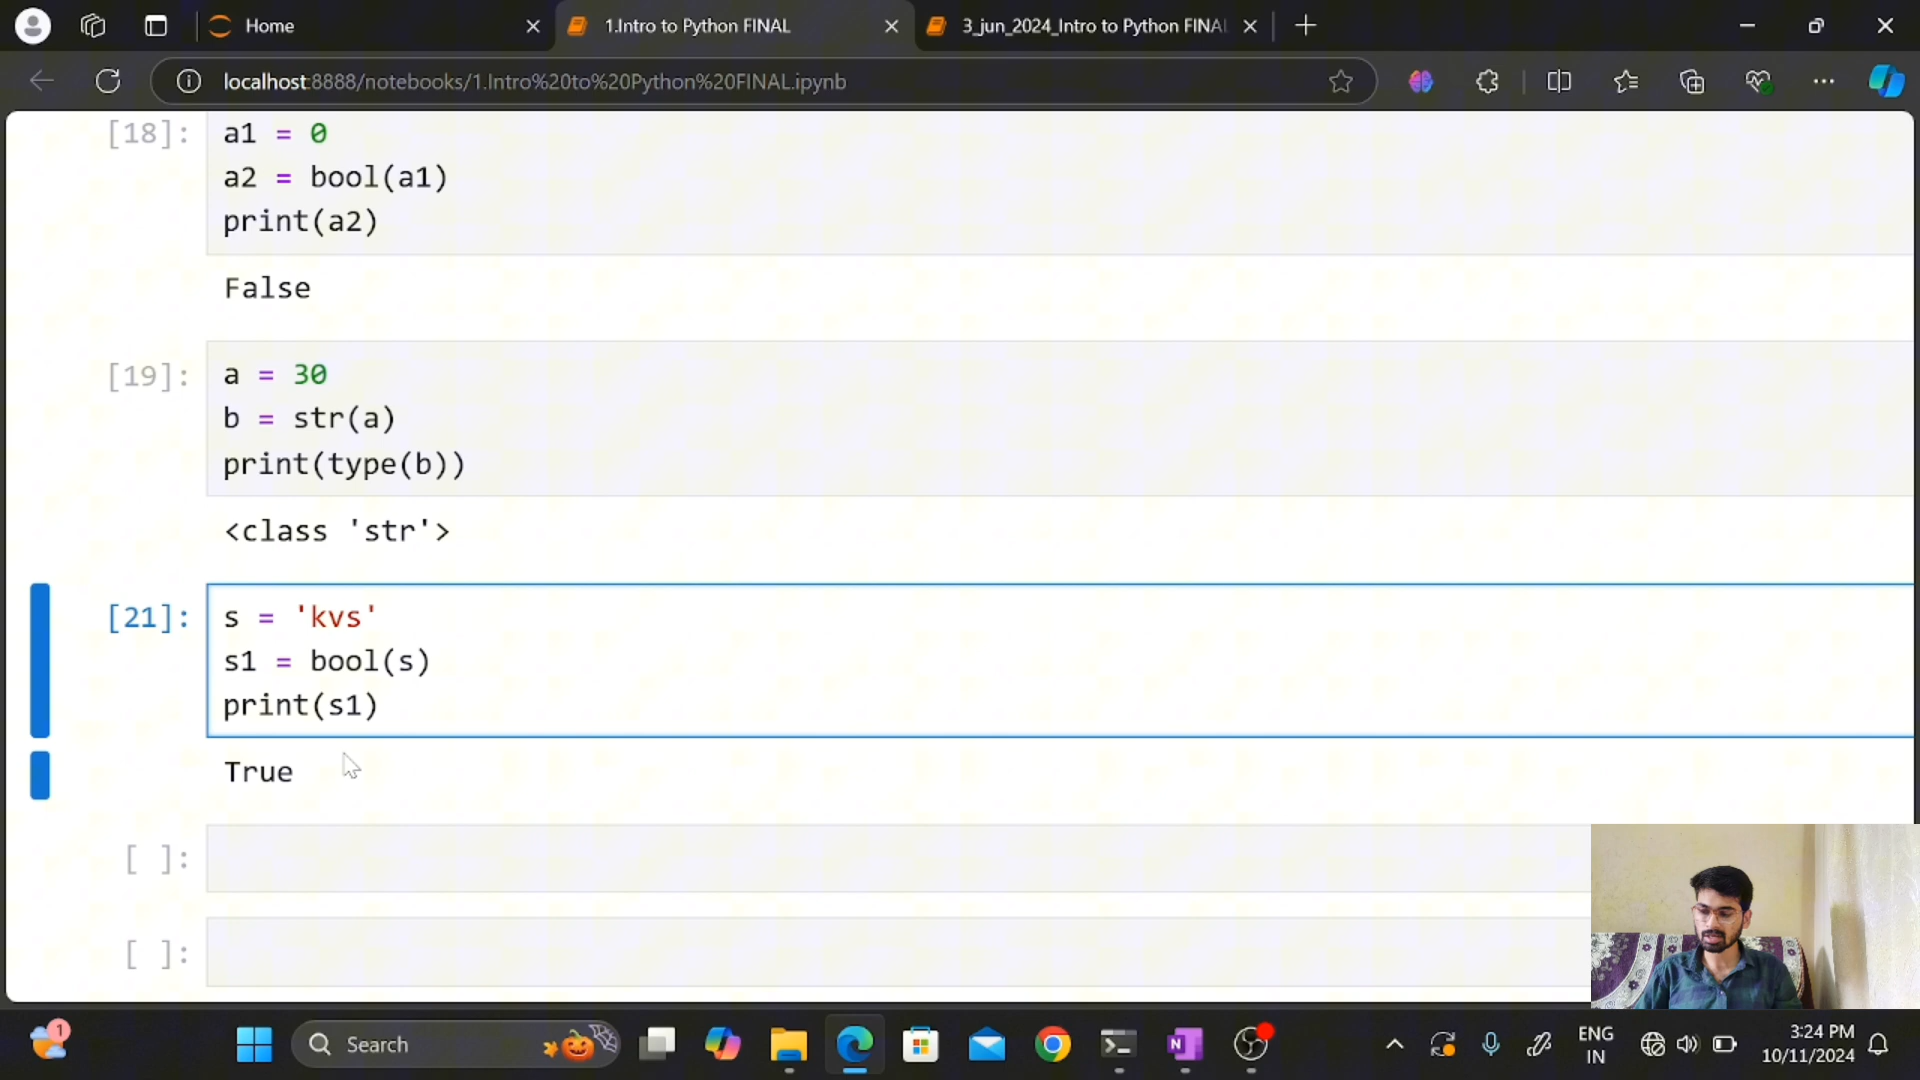 Home
1.Intro to Python FINAL
3_jun_2024_Intro to Python FINAL
localhost:8888/notebooks/1.Intro%20to%20Python%20FINAL.ipynb
[18]:
a1 = 0
a2 = bool(a1)
print(a2)
False
[19]:
a = 30
b = str(a)
print(type(b))
<class 'str'>
[21]:
s = 'kvs'
s1 = bool(s)
print(s1)
True
[ ]:
[ ]:
1
Search
ENG
IN
3:24 PM
10/11/2024